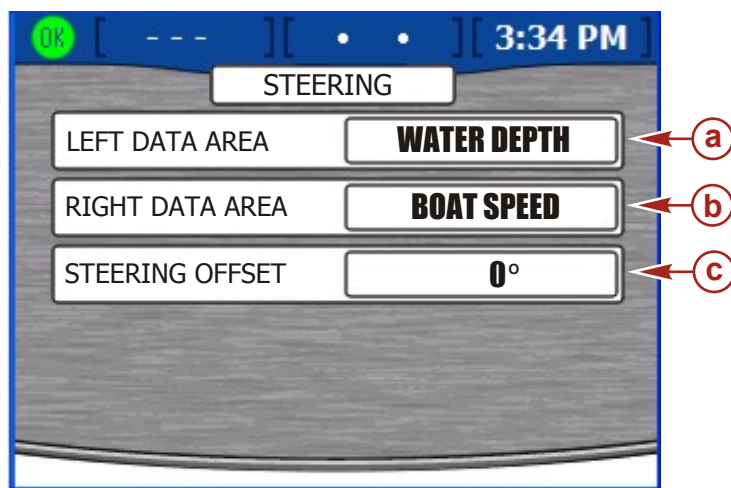 OK [ --- ][ • • ][ 3:34 PM ]
STEERING
LEFT DATA AREA WATER DEPTH a
RIGHT DATA AREA BOAT SPEED b
STEERING OFFSET 0° c